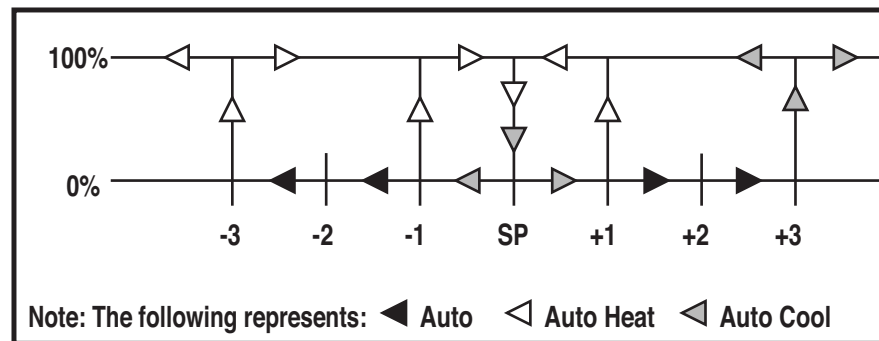 100%
0%
-3 -2 -1 SP +1 +2 +3
Note: The following represents: Auto Auto Heat Auto Cool